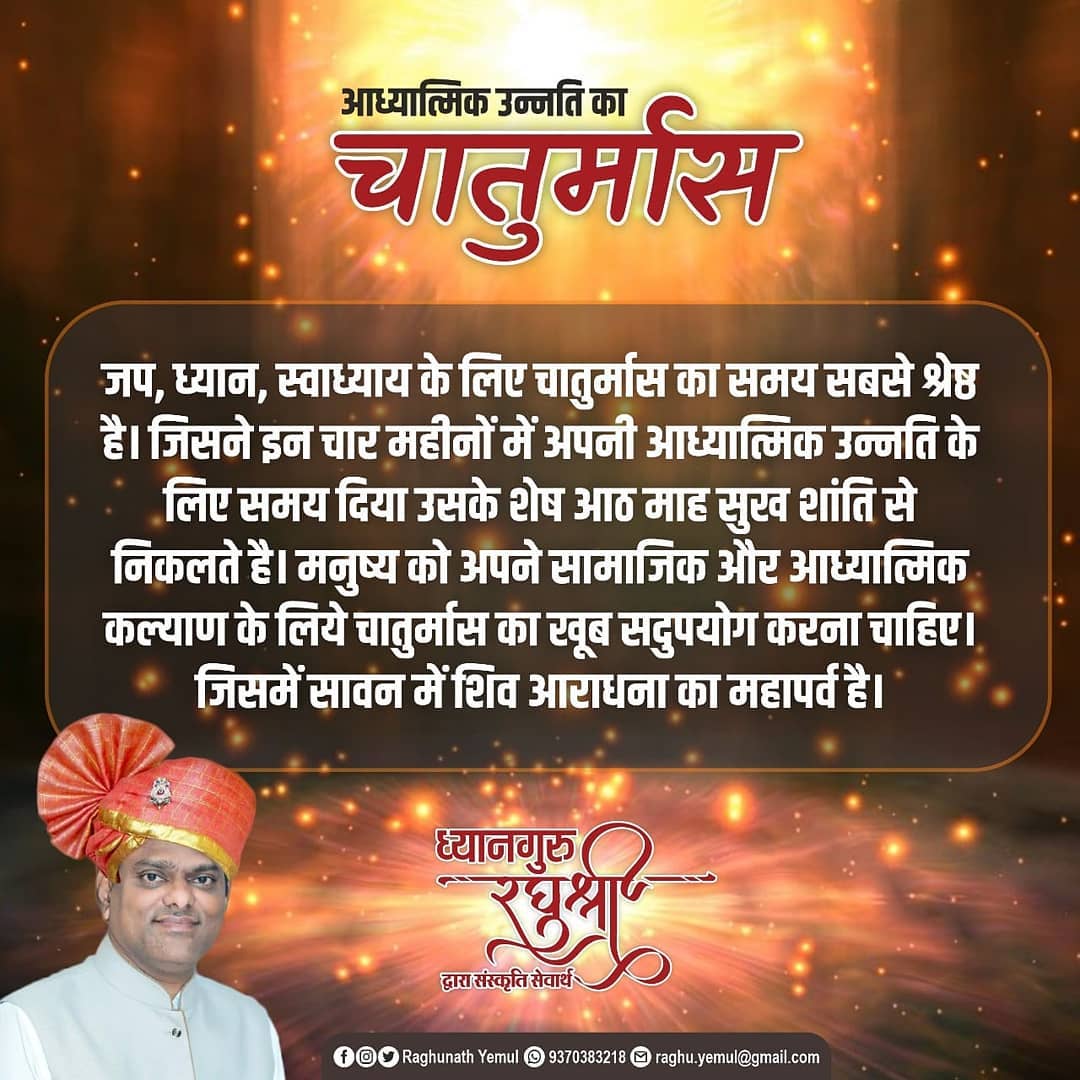 आध्यात्मिक उन्नति का
चातुर्मास
जप, ध्यान, स्वाध्याय के लिए चातुर्मास का समय सबसे श्रेष्ठ
है। जिसने इन चार महीनों में अपनी आध्यात्मिक उन्नति के
लिए समय दिया उसके शेष आठ माह सुख शांति से
निकलते है। मनुष्य को अपने सामाजिक और आध्यात्मिक
कल्याण के लिये चातुर्मास का खूब सदुपयोग करना चाहिए।
जिसमें सावन में शिव आराधना का महापर्व है।
ध्यानगुरु
रघुश्री
द्वारा संस्कृति सेवार्थ
Raghunath Yemul 9370383218 raghu.yemul@gmail.com